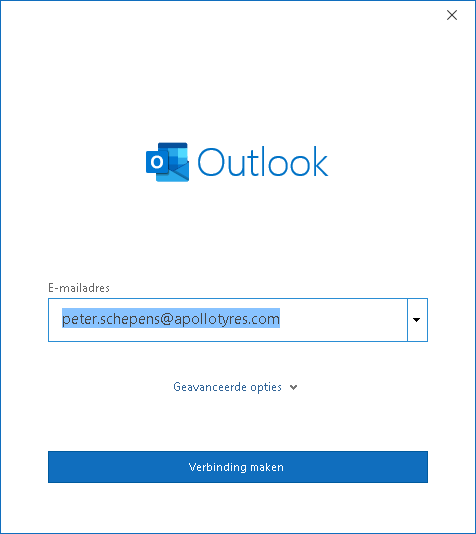 Outlook
E-mailadres
peter.schepens@apollotyres.com
Geavanceerde opties
Verbinding maken